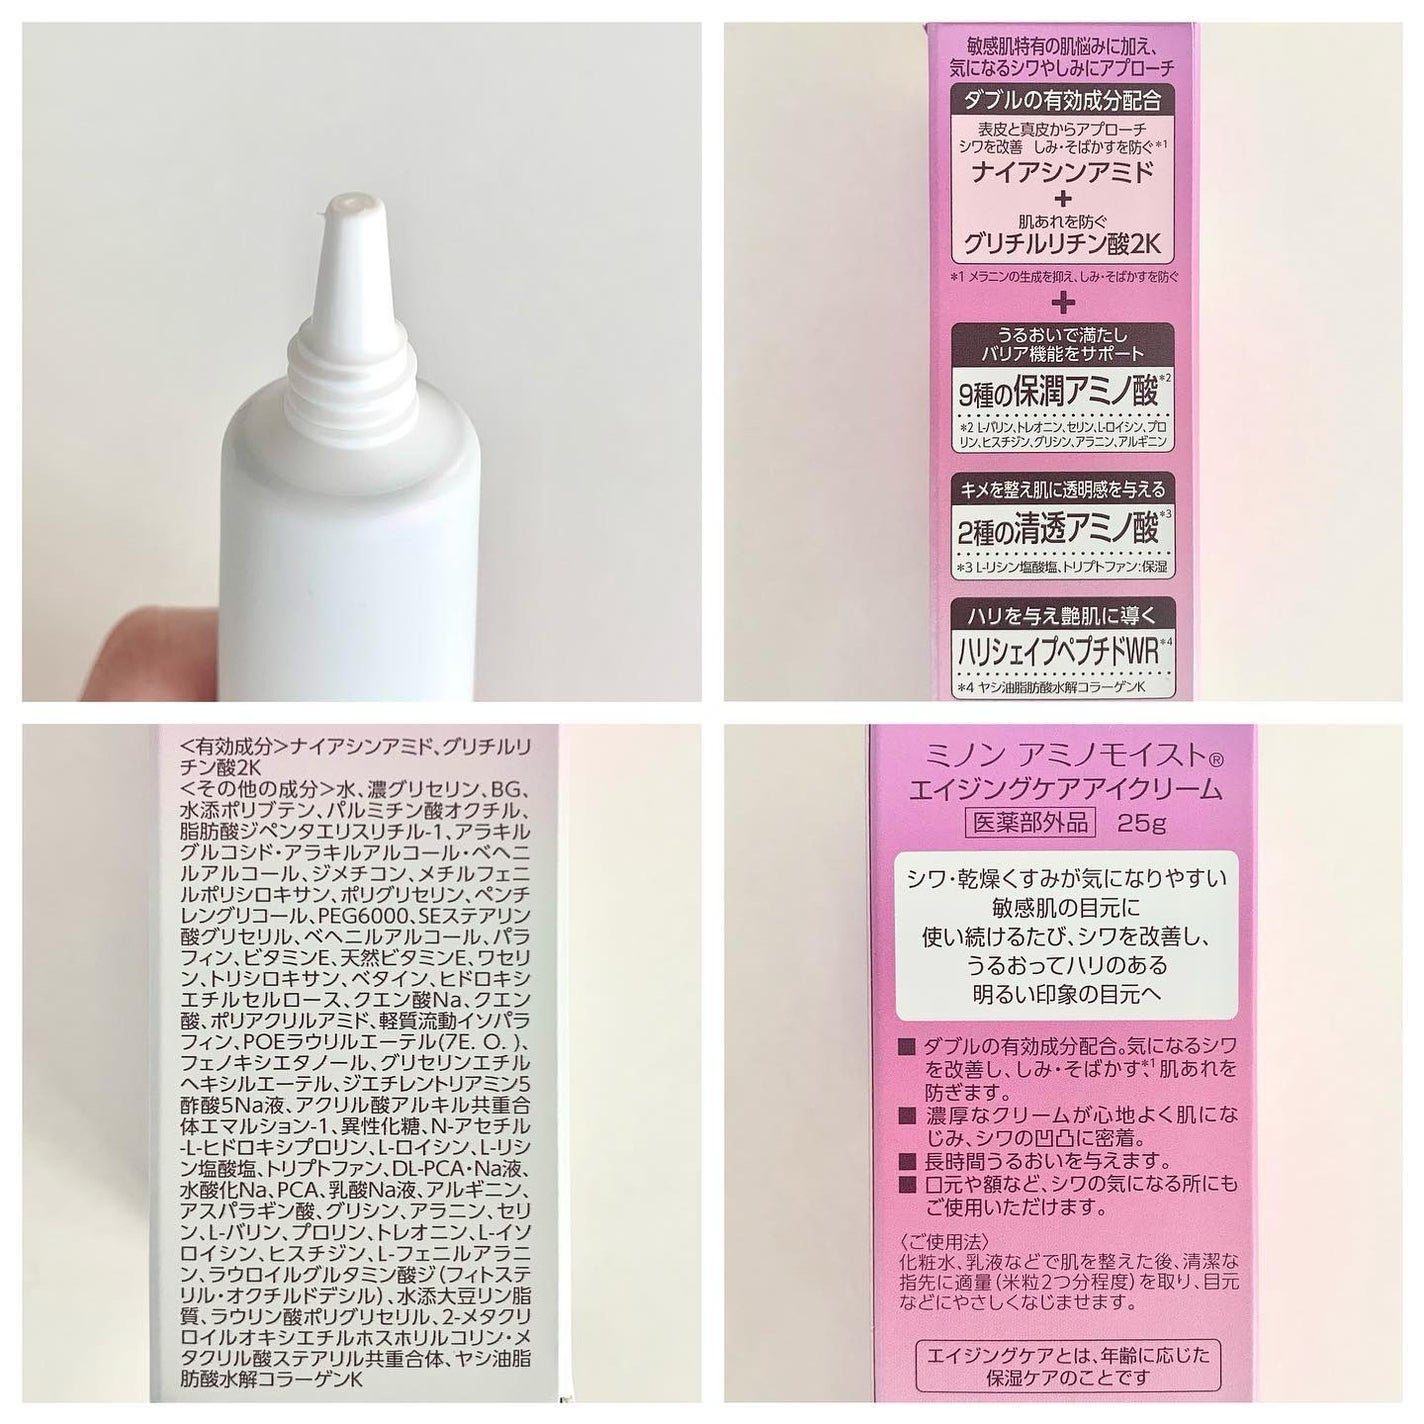 敏感肌特有の肌悩みに加え、
気になるシワやしみにアプローチ
ダブルの有効成分配合
表皮と真皮からアプローチ
シワを改善 しみ・そばかすを防ぐ*1
ナイアシンアミド
+
肌あれを防ぐ
グリチルリチン酸2K
*1 メラニンの生成を抑え、しみ・そばかすを防ぐ
+
うるおいで満たし
バリア機能をサポート
9種の保潤アミノ酸*2
*2 L-バリン、トレオニン、セリン、L-ロイシン、プロ
リン、ヒスチジン、グリシン、アラニン、アルギニン
キメを整え肌に透明感を与える
2種の清透アミノ酸*3
*3 L-リシン塩酸塩、トリプトファン:保湿
ハリを与え艶肌に導く
ハリシェイプペプチドWR*4
*4 ヤシ油脂肪酸水解コラーゲンK
<有効成分>ナイアシンアミド、グリチルリ
チン酸2K
<その他の成分>水、濃グリセリン、BG、
水添ポリブテン、パルミチン酸オクチル、
脂肪酸ジペンタエリスリチル-1、アラキル
グルコシド・アラキルアルコール・ベヘニ
ルアルコール、ジメチコン、メチルフェニ
ルポリシロキサン、ポリグリセリン、ペンチ
レングリコール、PEG6000、SEステアリン
酸グリセリル、ベヘニルアルコール、パラ
フィン、ビタミンE、天然ビタミンE、ワセリ
ン、トリシロキサン、ベタイン、ヒドロキシ
エチルセルロース、クエン酸Na、クエン
酸、ポリアクリルアミド、軽質流動イソパラ
フィン、POEラウリルエーテル(7E. O. )、
フェノキシエタノール、グリセリンエチル
ヘキシルエーテル、ジエチレントリアミン5
酢酸5Na液、アクリル酸アルキル共重合
体エマルション-1、異性化糖、N-アセチル
-L-ヒドロキシプロリン、L-ロイシン、L-リシ
ン塩酸塩、トリプトファン、DL-PCA・Na液、
水酸化Na、PCA、乳酸Na液、アルギニン、
アスパラギン酸、グリシン、アラニン、セリ
ン、L-バリン、プロリン、トレオニン、L-イソ
ロイシン、ヒスチジン、L-フェニルアラニ
ン、ラウロイルグルタミン酸ジ(フィトステ
リル・オクチルドデシル)、水添大豆リン脂
質、ラウリン酸ポリグリセリル、2-メタクリ
ロイルオキシエチルホスホリルコリン・メ
タクリル酸ステアリル共重合体、ヤシ油脂
肪酸水解コラーゲンK
ミノン アミノモイスト®
エイジングケアアイクリーム
医薬部外品 25g
シワ・乾燥くすみが気になりやすい
敏感肌の目元に
使い続けるたび、シワを改善し、
うるおってハリのある
明るい印象の目元へ
■ ダブルの有効成分配合。気になるシワ
を改善し、しみ・そばかす*1、肌あれを
防ぎます。
■ 濃厚なクリームが心地よく肌にな
じみ、シワの凹凸に密着。
■ 長時間うるおいを与えます。
■ 口元や額など、シワの気になる所にも
ご使用いただけます。
〈ご使用法〉
化粧水、乳液などで肌を整えた後、清潔な
指先に適量(米粒2つ分程度)を取り、目元
などにやさしくなじませます。
エイジングケアとは、年齢に応じた
保湿ケアのことです